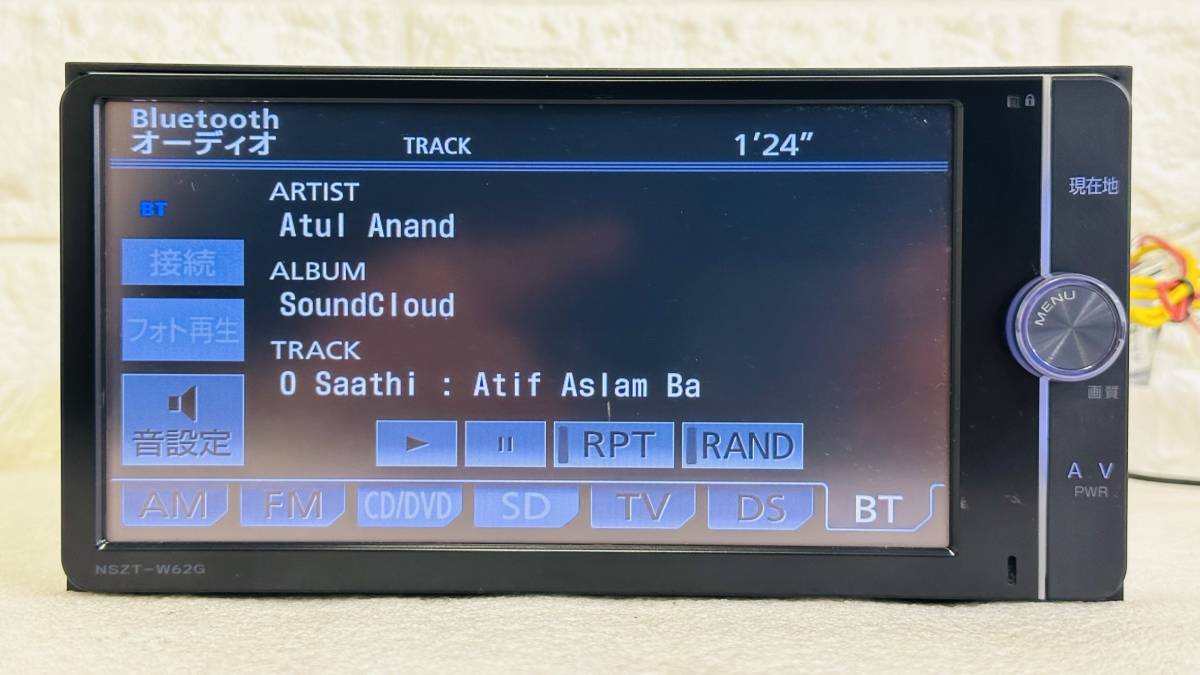 Bluetooth
オーディオ TRACK 1’24”
現在地
BT
ARTIST
Atul Anand
接続
ALBUM
SoundCloud
MENU
フォト再生
TRACK
O Saathi : Atif Aslam Ba
画質
音設定
RPT RAND
A V
PWR
AM FM CD/DVD SD TV DS BT
NSZT-W62G